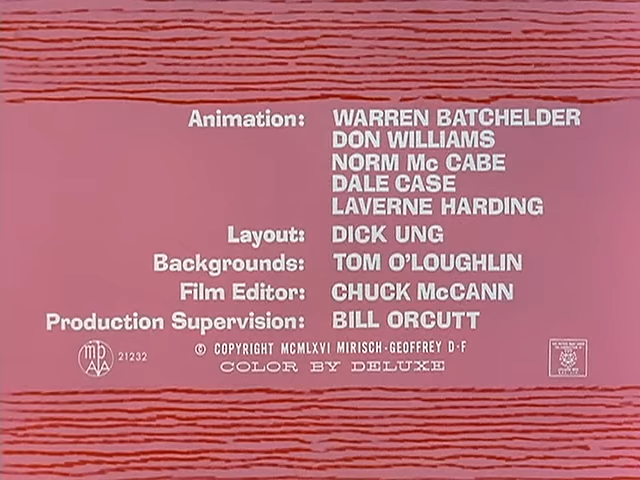 Animation: WARREN BATCHELDER
DON WILLIAMS
NORM Mc CABE
DALE CASE
LAVERNE HARDING
Layout: DICK UNG
Backgrounds: TOM O'LOUGHLIN
Film Editor: CHUCK McCANN
Production Supervision: BILL ORCUTT
mpAA 21232
© COPYRIGHT MCMLXVI MIRISCH-GEOFFREY D-F
COLOR BY DELUXE